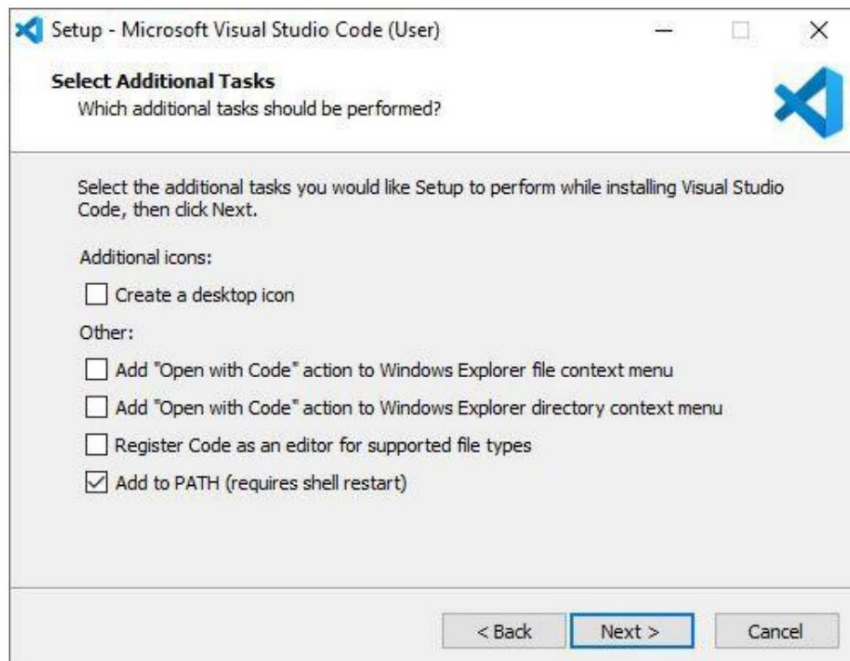 Setup - Microsoft Visual Studio Code (User)
Select Additional Tasks
Which additional tasks should be performed?
Select the additional tasks you would like Setup to perform while installing Visual Studio
Code, then click Next.
Additional icons:
Create a desktop icon
Other:
Add "Open with Code" action to Windows Explorer file context menu
Add "Open with Code" action to Windows Explorer directory context menu
Register Code as an editor for supported file types
Add to PATH (requires shell restart)
< Back Next > Cancel